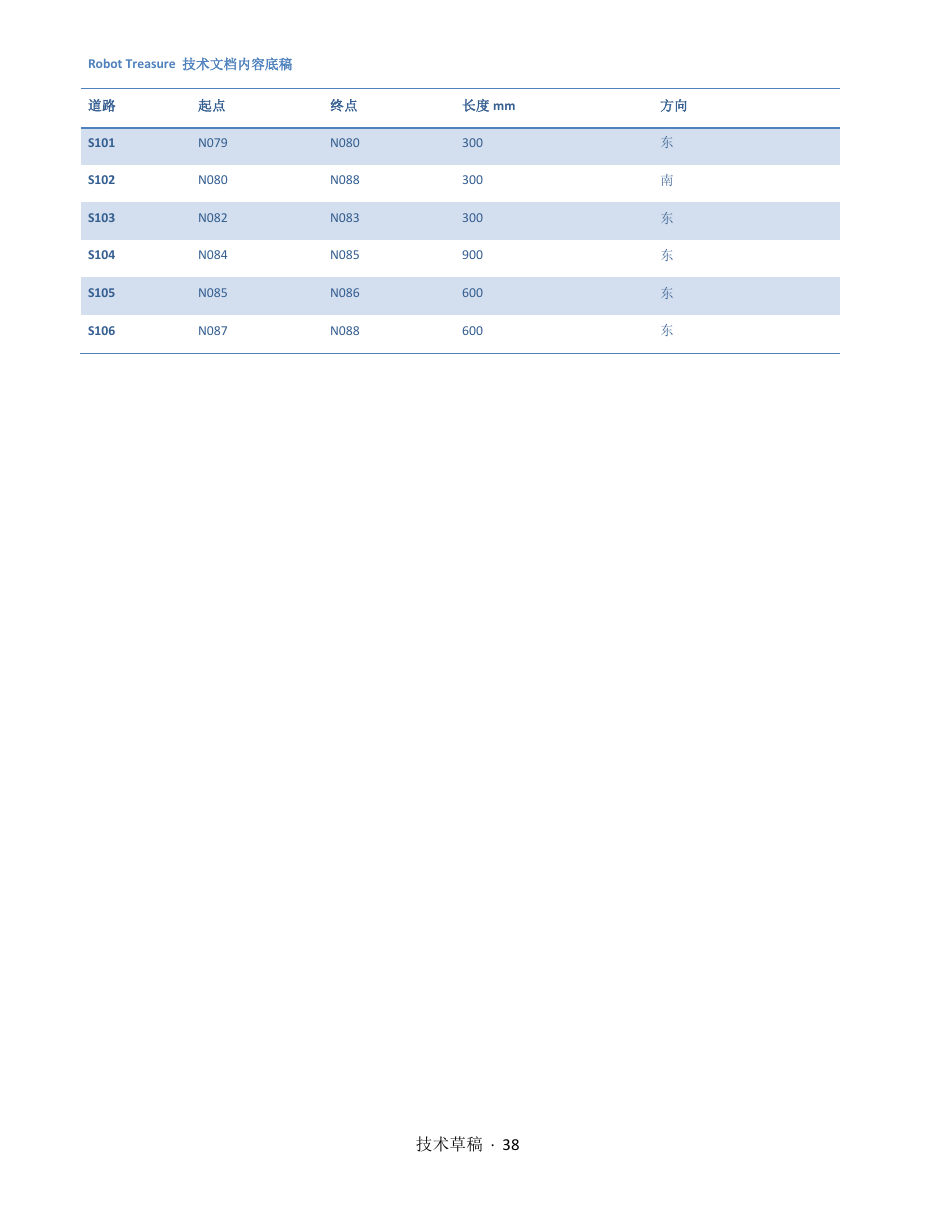 Robot Treasure 技术文档内容底稿
道路 起点 终点 长度 mm 方向
S101 N079 N080 300 东
S102 N080 N088 300 南
S103 N082 N083 300 东
S104 N084 N085 900 东
S105 N085 N086 600 东
S106 N087 N088 600 东
技术草稿 · 38